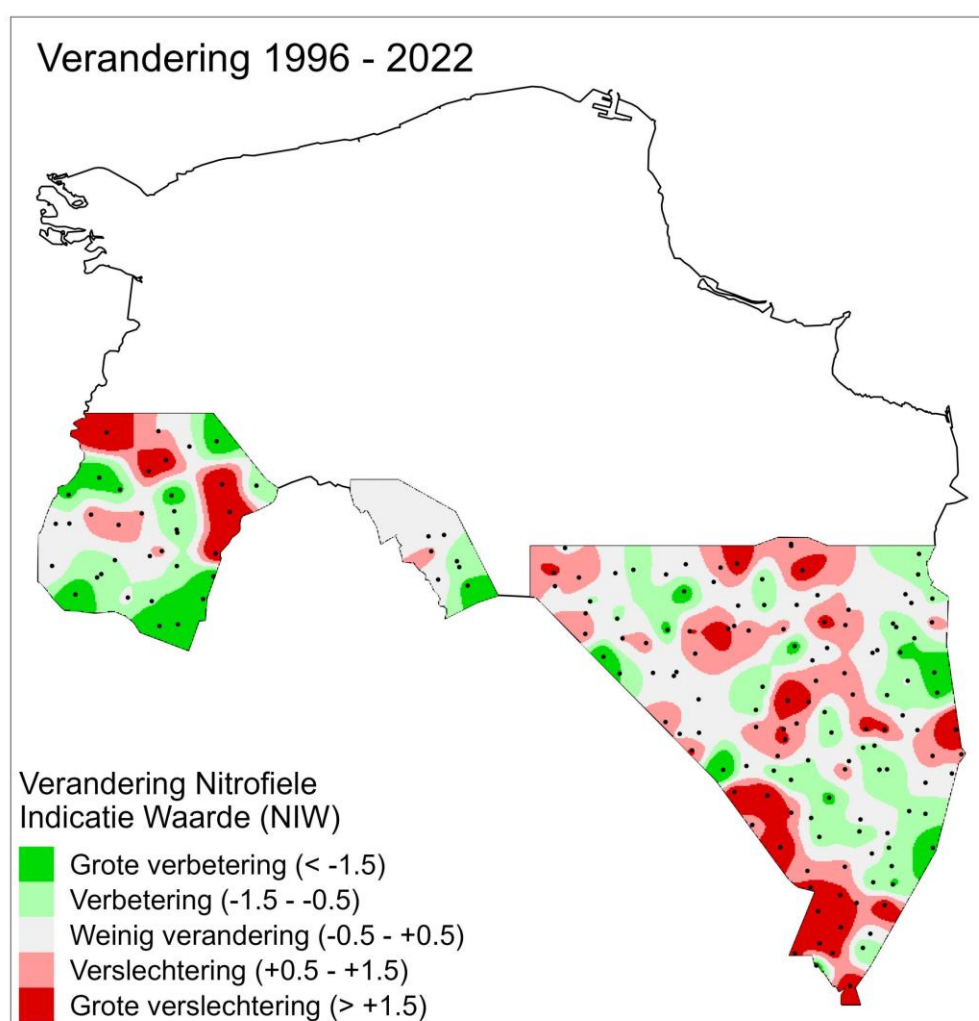 Verandering 1996 - 2022
Verandering Nitrofiele
Indicatie Waarde (NIW)
Grote verbetering (< -1.5)
Verbetering (-1.5 - -0.5)
Weinig verandering (-0.5 - +0.5)
Verslechtering (+0.5 - +1.5)
Grote verslechtering (> +1.5)